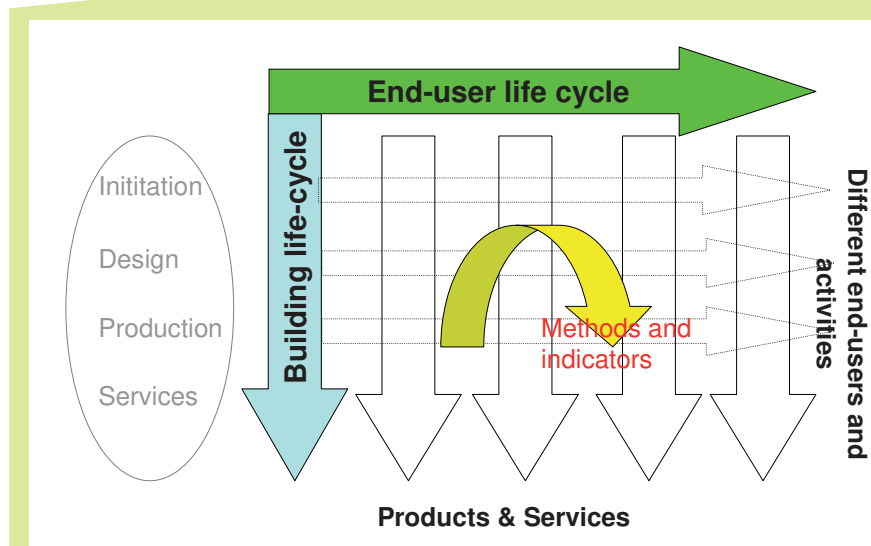 End-user life cycle
Building life-cycle
Inititation
Design
Production
Services
Methods and
indicators
Different end-users and
activities
Products & Services